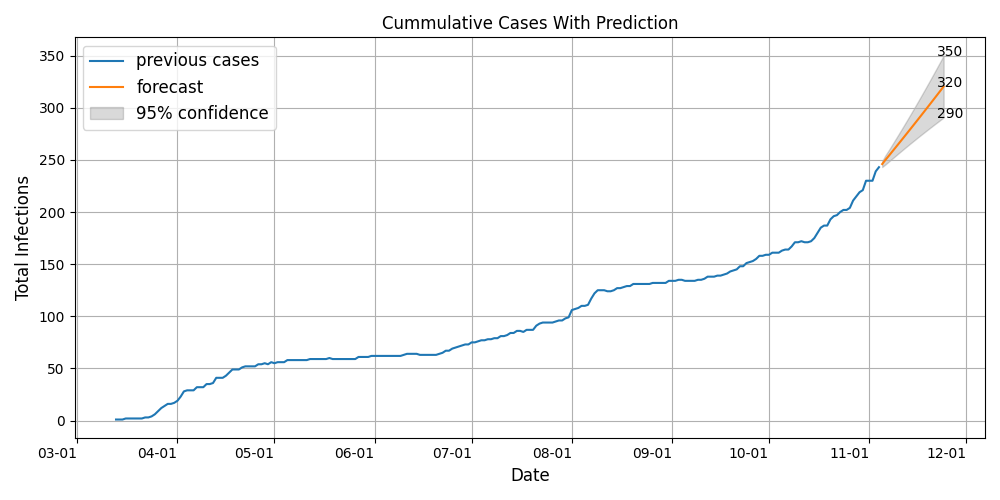 Cummulative Cases With Prediction
previous cases
forecast
95% confidence
350
320
290
Total Infections
350
300
250
200
150
100
50
0
03-01 04-01 05-01 06-01 07-01 08-01 09-01 10-01 11-01 12-01
Date